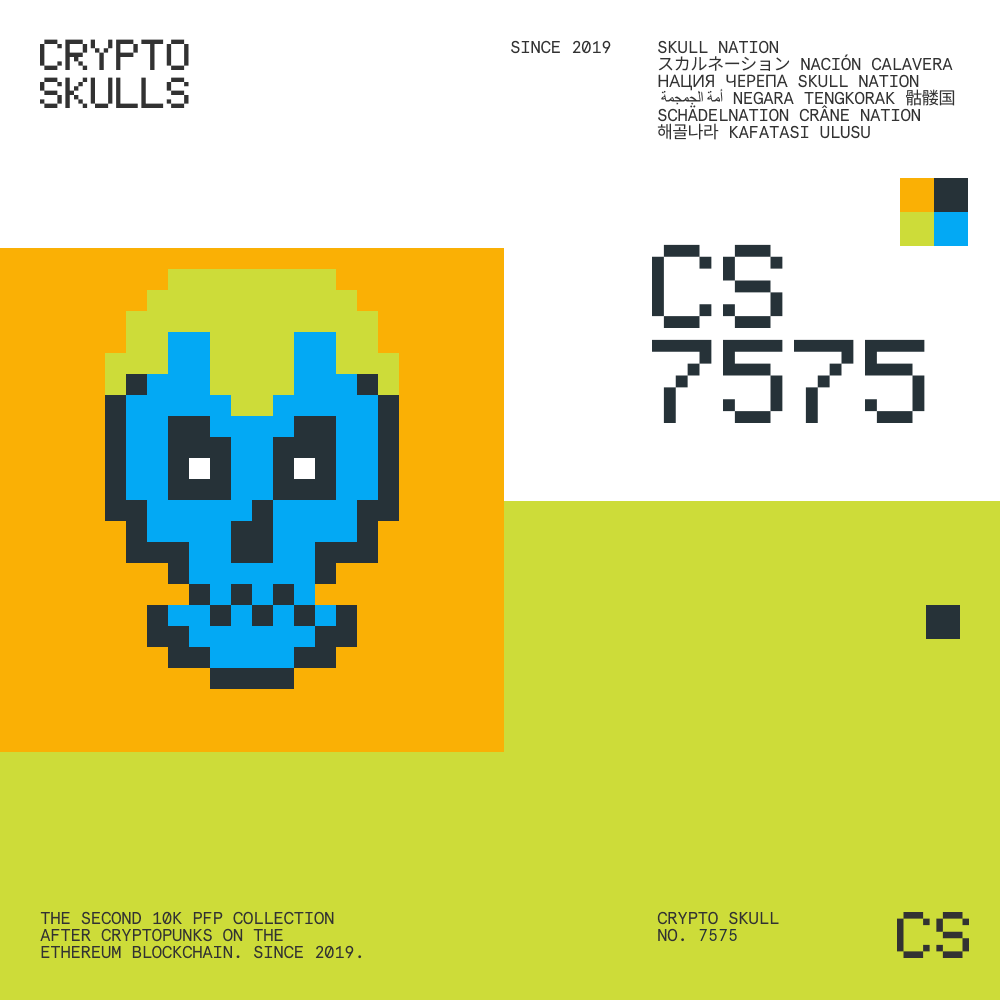 CRYPTO
SKULLS
SINCE 2019
SKULL NATION
スカルネーション NACIÓN CALAVERA
НАЦИЯ ЧЕРЕПА SKULL NATION
أمة الجمجمة NEGARA TENGKORAK 骷髅国
SCHÄDELNATION CRÂNE NATION
해골나라 KAFATASI ULUSU
CS
7575
THE SECOND 10K PFP COLLECTION
AFTER CRYPTOPUNKS ON THE
ETHEREUM BLOCKCHAIN. SINCE 2019.
CRYPTO SKULL
NO. 7575
CS